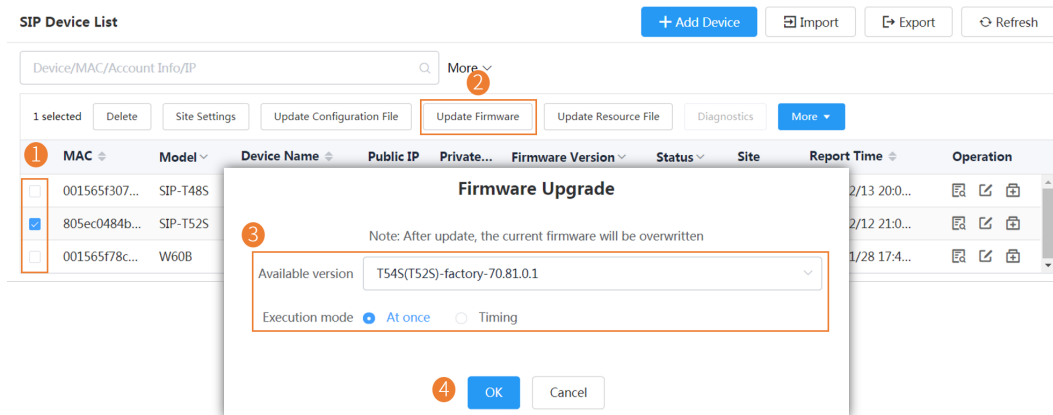 SIP Device List
+ Add Device
Import
Export
Refresh
Device/MAC/Account Info/IP
More
2
1 selected
Delete
Site Settings
Update Configuration File
Update Firmware
Update Resource File
Diagnostics
More
1
MAC
Model
Device Name
Public IP
Private...
Firmware Version
Status
Site
Report Time
Operation
001565f307...
SIP-T48S
2/13 20:0...
805ec0484b...
SIP-T52S
2/12 21:0...
001565f78c...
W60B
1/28 17:4...
Firmware Upgrade
Note: After update, the current firmware will be overwritten
3
Available version
T54S(T52S)-factory-70.81.0.1
Execution mode
At once
Timing
4
OK
Cancel